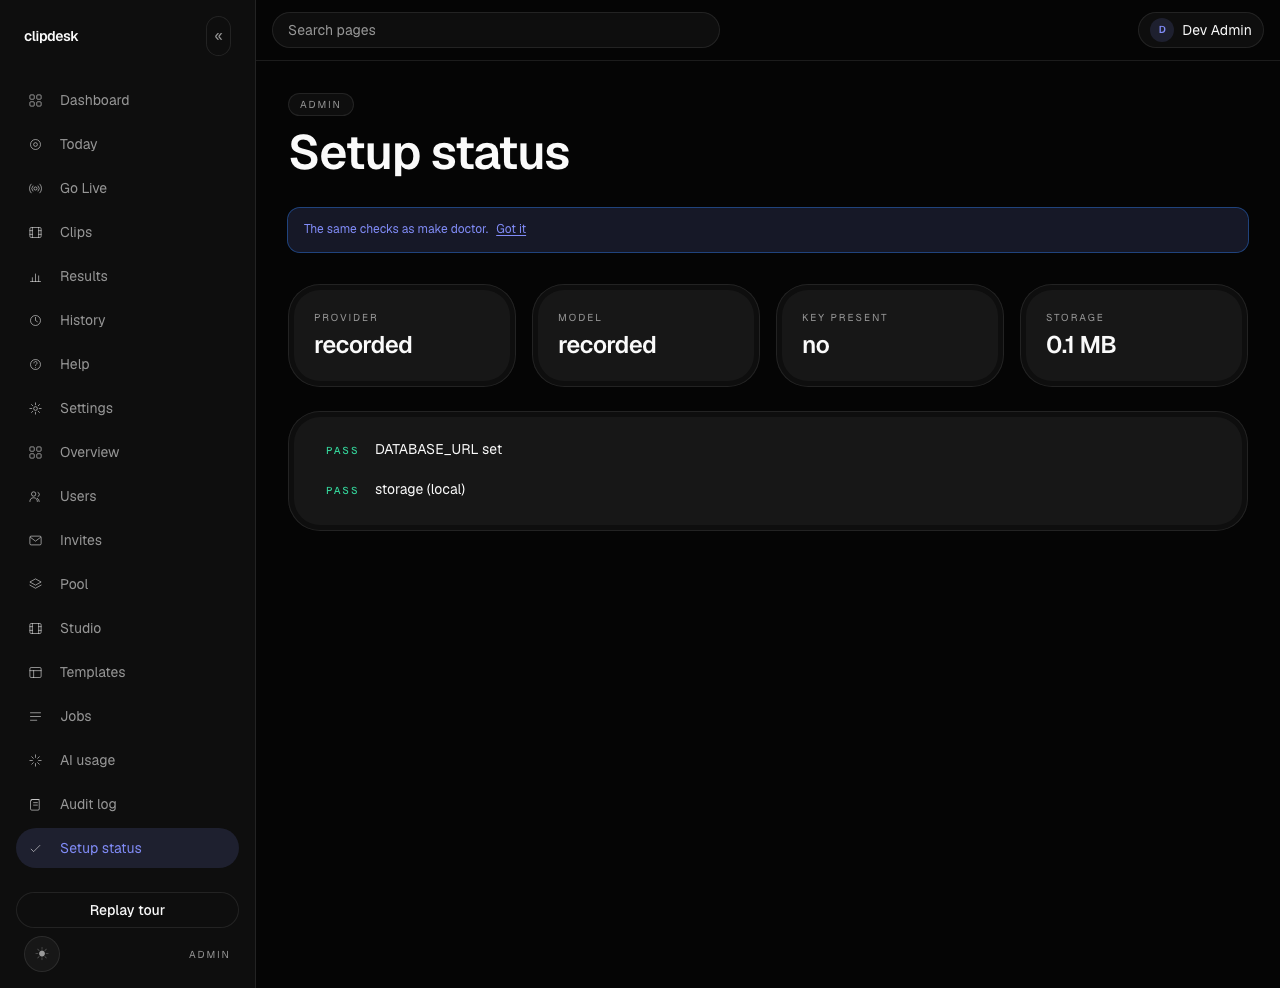 clipdesk
«
Search pages
D
Dev Admin
Dashboard
Today
Go Live
Clips
Results
History
Help
Settings
Overview
Users
Invites
Pool
Studio
Templates
Jobs
AI usage
Audit log
Setup status
Replay tour
ADMIN
ADMIN
Setup status
The same checks as make doctor. Got it
PROVIDER
recorded
MODEL
recorded
KEY PRESENT
no
STORAGE
0.1 MB
PASS DATABASE_URL set
PASS storage (local)